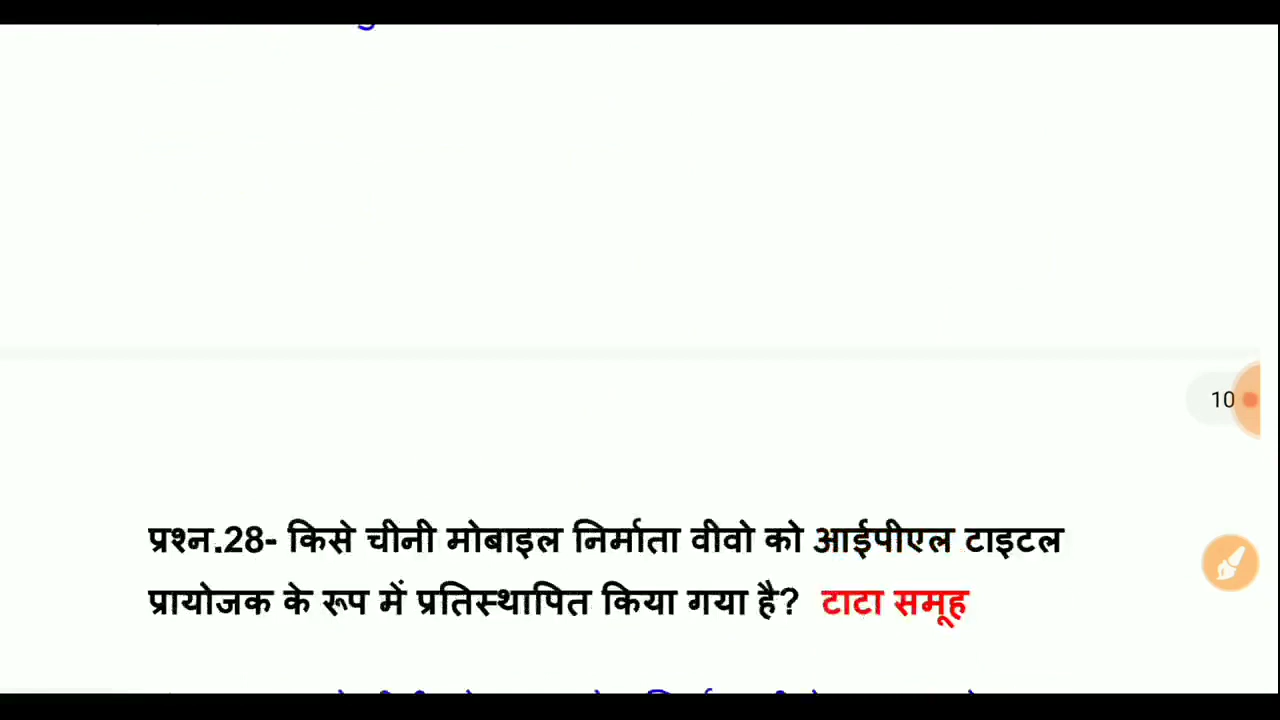 10
प्रश्न.28- किसे चीनी मोबाइल निर्माता वीवो को आईपीएल टाइटल
प्रायोजक के रूप में प्रतिस्थापित किया गया है? टाटा समूह